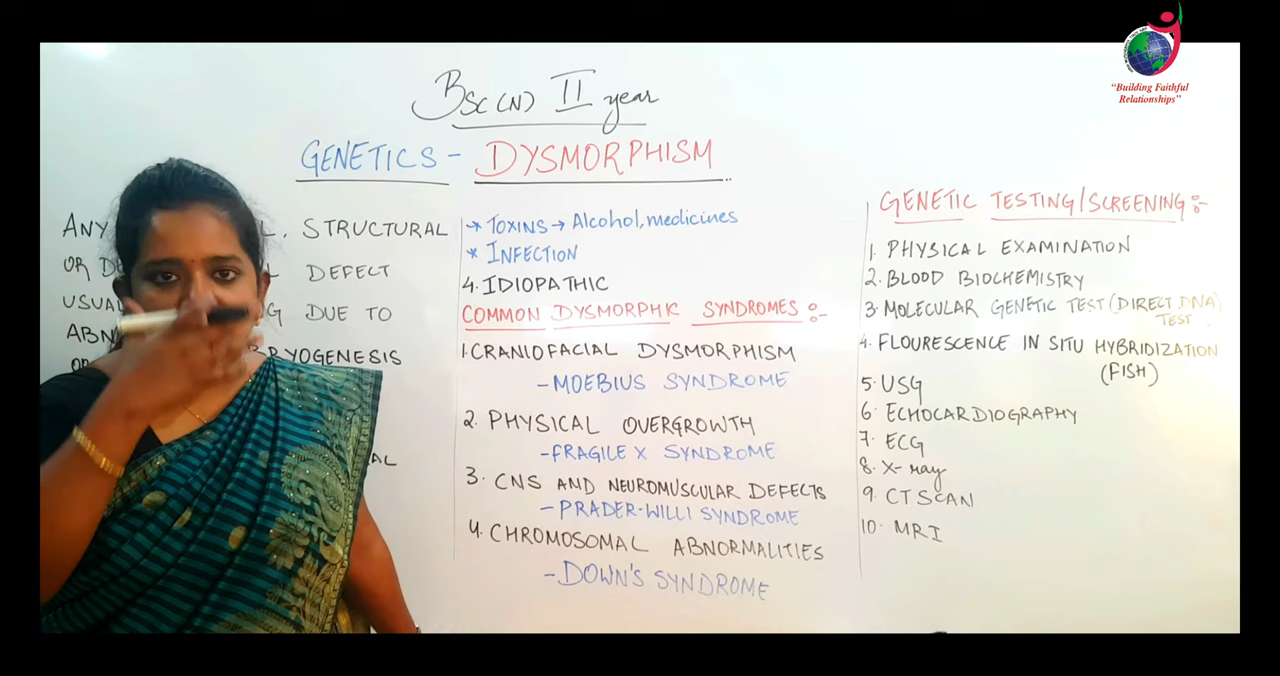 "Building Faithful
Relationships"
BSC (N) II year
GENETICS - DYSMORPHISM
ANY L, STRUCTURAL
OR DEFECT
DUE TO
RYOGENESIS
OR
AL
* TOXINS → Alcohol, medicines
* INFECTION
4. IDIOPATHIC
COMMON DYSMORPHIC SYNDROMES :-
1. CRANIOFACIAL DYSMORPHISM
- MOEBIUS SYNDROME
2. PHYSICAL OVERGROWTH
- FRAGILE X SYNDROME
3. CNS AND NEUROMUSCULAR DEFECTS
- PRADER-WILLI SYNDROME
4. CHROMOSOMAL ABNORMALITIES
- DOWN'S SYNDROME
GENETIC TESTING/SCREENING :-
1. PHYSICAL EXAMINATION
2. BLOOD BIOCHEMISTRY
3. MOLECULAR GENETIC TEST (DIRECT DNA)
TEST
4. FLOURESCENCE IN SITU HYBRIDIZATION
(FISH)
5. USG
6. ECHOCARDIOGRAPHY
7. ECG
8. X-ray
9. CT SCAN
10. MRI